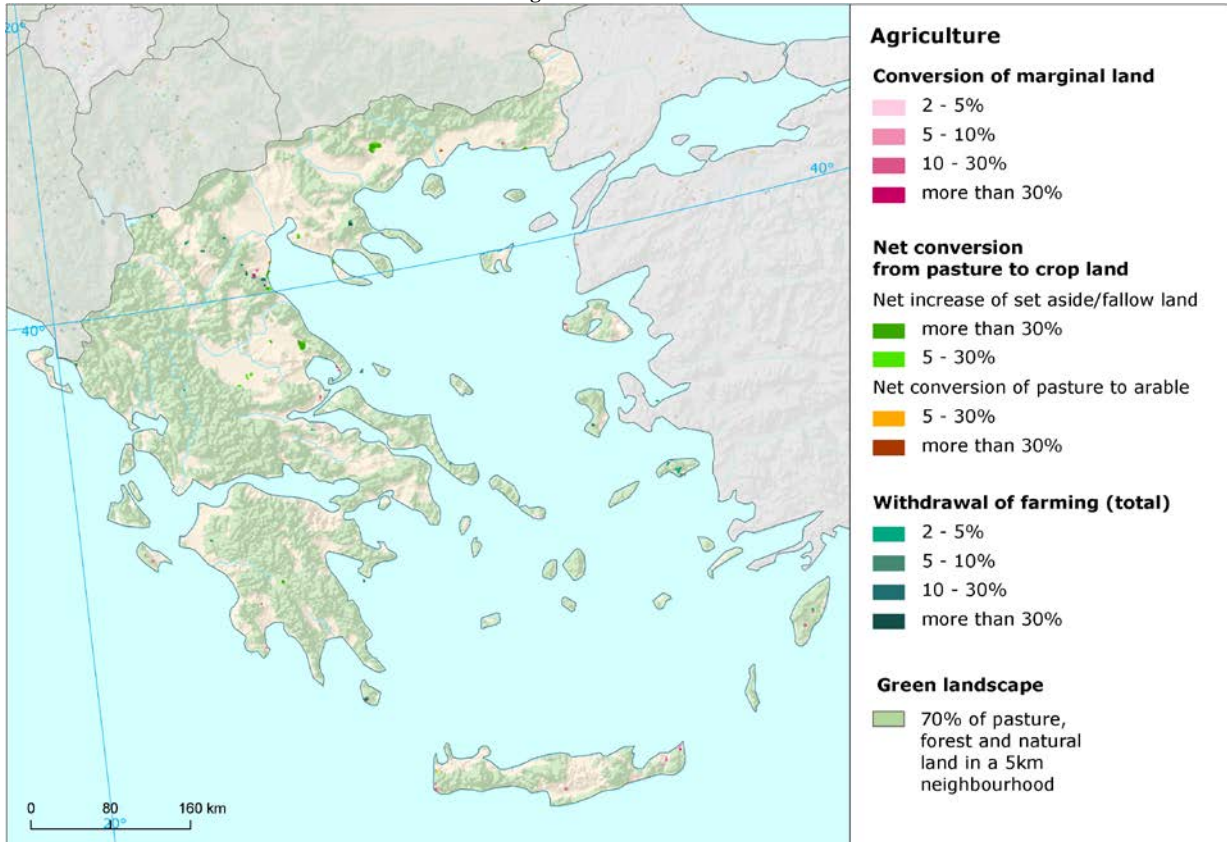 20°
40°
40°
0 80 160 km
20°
Agriculture
Conversion of marginal land
2 - 5%
5 - 10%
10 - 30%
more than 30%
Net conversion
from pasture to crop land
Net increase of set aside/fallow land
more than 30%
5 - 30%
Net conversion of pasture to arable
5 - 30%
more than 30%
Withdrawal of farming (total)
2 - 5%
5 - 10%
10 - 30%
more than 30%
Green landscape
70% of pasture,
forest and natural
land in a 5km
neighbourhood